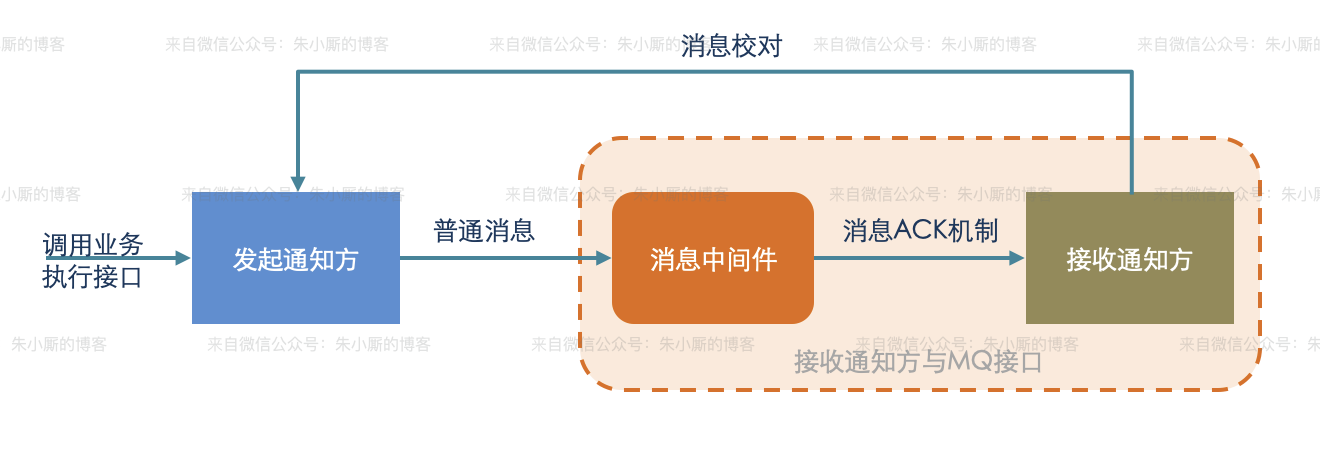 厮的博客 来自微信公众号：朱小厮的博客 来自微信公众号：朱小厮的博客 来自微信公众号：朱小厮的博客 来自微信公众号：朱小厮的
消息校对
小厮的博客 来自微信公众号：朱小厮的博客 来自微信公众号：朱小厮的博客 来自微信公众号：朱小厮的博客 来自微信公众号：朱小厮
调用业务
执行接口
发起通知方
普通消息
消息中间件
消息ACK机制
接收通知方
朱小厮的博客 来自微信公众号：朱小厮的博客 来自微信公众号：朱小厮的博客 来自微信公众号：朱小厮的博客 来自微信公众号：朱
接收通知方与MQ接口